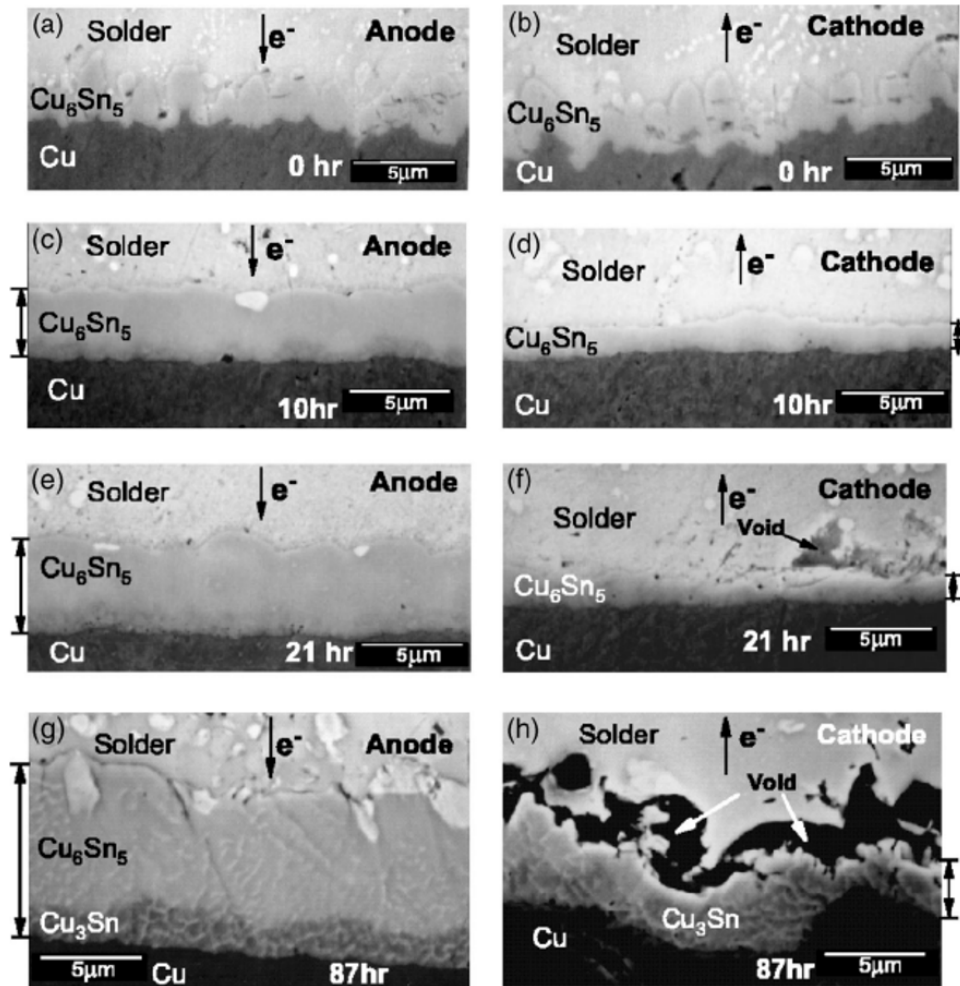 (a) Solder e- Anode
Cu6Sn5
Cu 0 hr 5μm
(b) Solder e- Cathode
Cu6Sn5
Cu 0 hr 5μm
(c) Solder e- Anode
Cu6Sn5
Cu 10hr 5μm
(d) Solder e- Cathode
Cu6Sn5
Cu 10hr 5μm
(e) Solder e- Anode
Cu6Sn5
Cu 21 hr 5μm
(f) Solder e- Cathode
Void
Cu6Sn5
Cu 21 hr 5μm
(g) Solder e- Anode
Cu6Sn5
Cu3Sn
5μm Cu 87hr
(h) Solder e- Cathode
Void
Cu3Sn
Cu 87hr 5μm